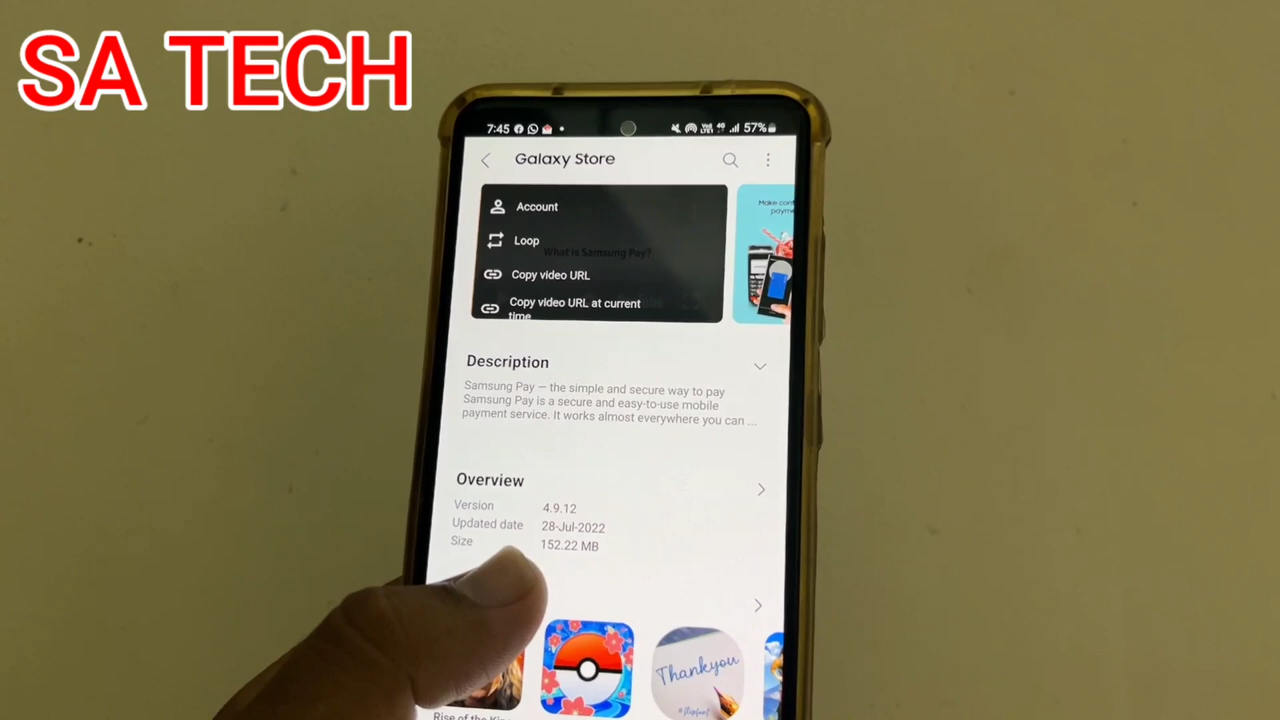 SA TECH
7:45
57%
Galaxy Store
Account
Loop
What is Samsung Pay?
Copy video URL
Copy video URL at current
time
Description
Samsung Pay – the simple and secure way to pay
Samsung Pay is a secure and easy-to-use mobile
payment service. It works almost everywhere you can ...
Overview
Version 4.9.12
Updated date 28-Jul-2022
Size 152.22 MB
Thankyou
Rise of the